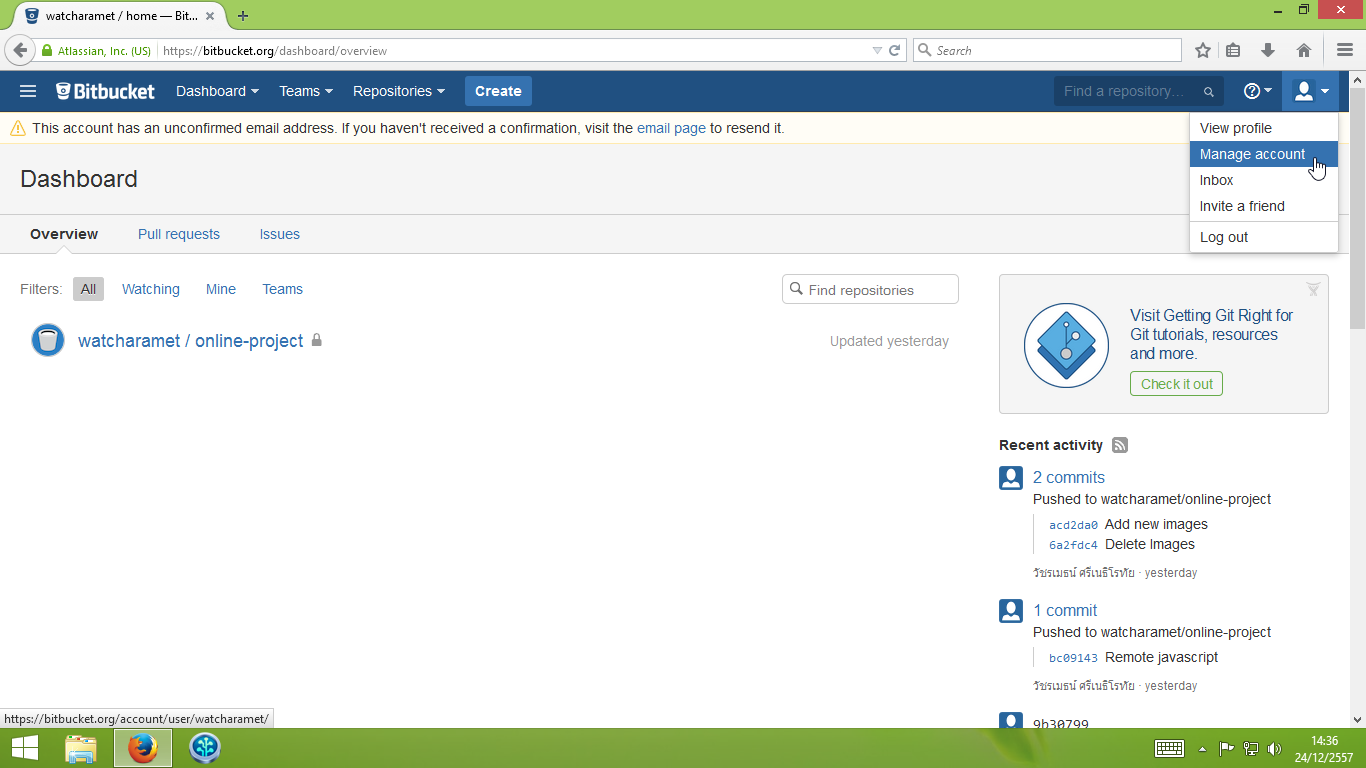 watcharamet / home — Bit...
Atlassian, Inc. (US)
https://bitbucket.org/dashboard/overview
Search
Bitbucket
Dashboard
Teams
Repositories
Create
Find a repository...
This account has an unconfirmed email address. If you haven't received a confirmation, visit the email page to resend it.
View profile
Manage account
Inbox
Invite a friend
Log out
Dashboard
Overview
Pull requests
Issues
Filters:
All
Watching
Mine
Teams
Find repositories
watcharamet / online-project
Updated yesterday
Visit Getting Git Right for
Git tutorials, resources
and more.
Check it out
Recent activity
2 commits
Pushed to watcharamet/online-project
acd2da0 Add new images
6a2fdc4 Delete Images
วัชรเมธน์ ศรีเนธิโรทัย · yesterday
1 commit
Pushed to watcharamet/online-project
bc09143 Remote javascript
วัชรเมธน์ ศรีเนธิโรทัย · yesterday
9b30799
https://bitbucket.org/account/user/watcharamet/
14:36
24/12/2557